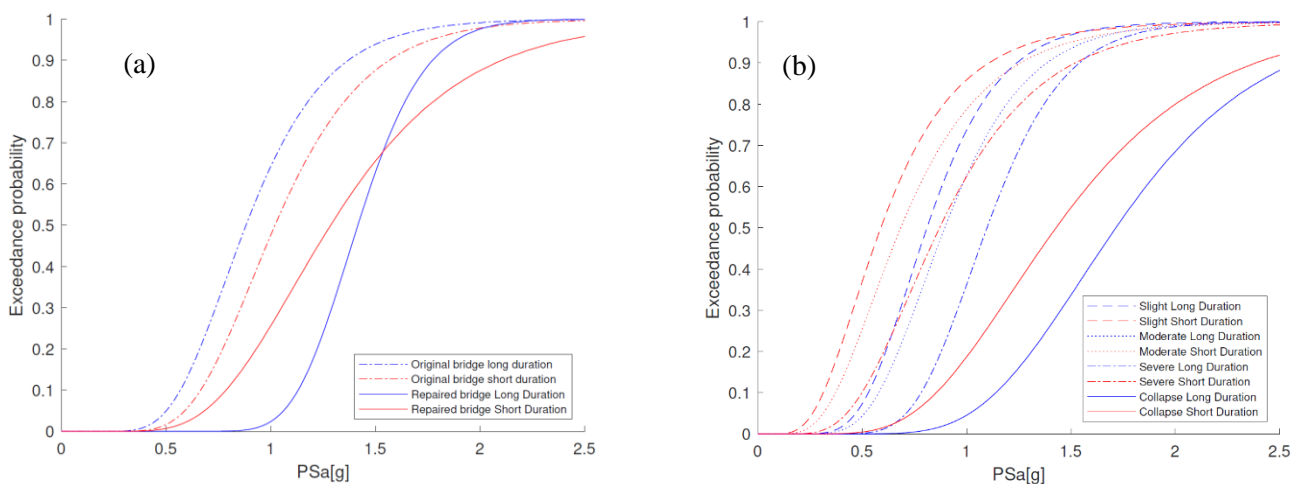 (a)
Exceedance probability
1
0.9
0.8
0.7
0.6
0.5
0.4
0.3
0.2
0.1
0
0 0.5 1 1.5 2 2.5
PSa[g]
Original bridge long duration
Original bridge short duration
Repaired bridge Long Duration
Repaired bridge Short Duration
(b)
Exceedance probability
1
0.9
0.8
0.7
0.6
0.5
0.4
0.3
0.2
0.1
0
0 0.5 1 1.5 2 2.5
PSa[g]
Slight Long Duration
Slight Short Duration
Moderate Long Duration
Moderate Short Duration
Severe Long Duration
Severe Short Duration
Collapse Long Duration
Collapse Short Duration